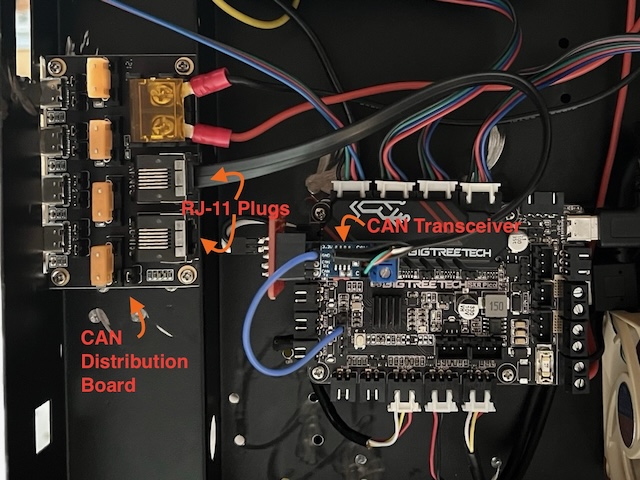 RJ-11 Plugs
CAN Transceiver
BIGTREETECH
BIGTREETECH
150
CAN
Distribution
Board